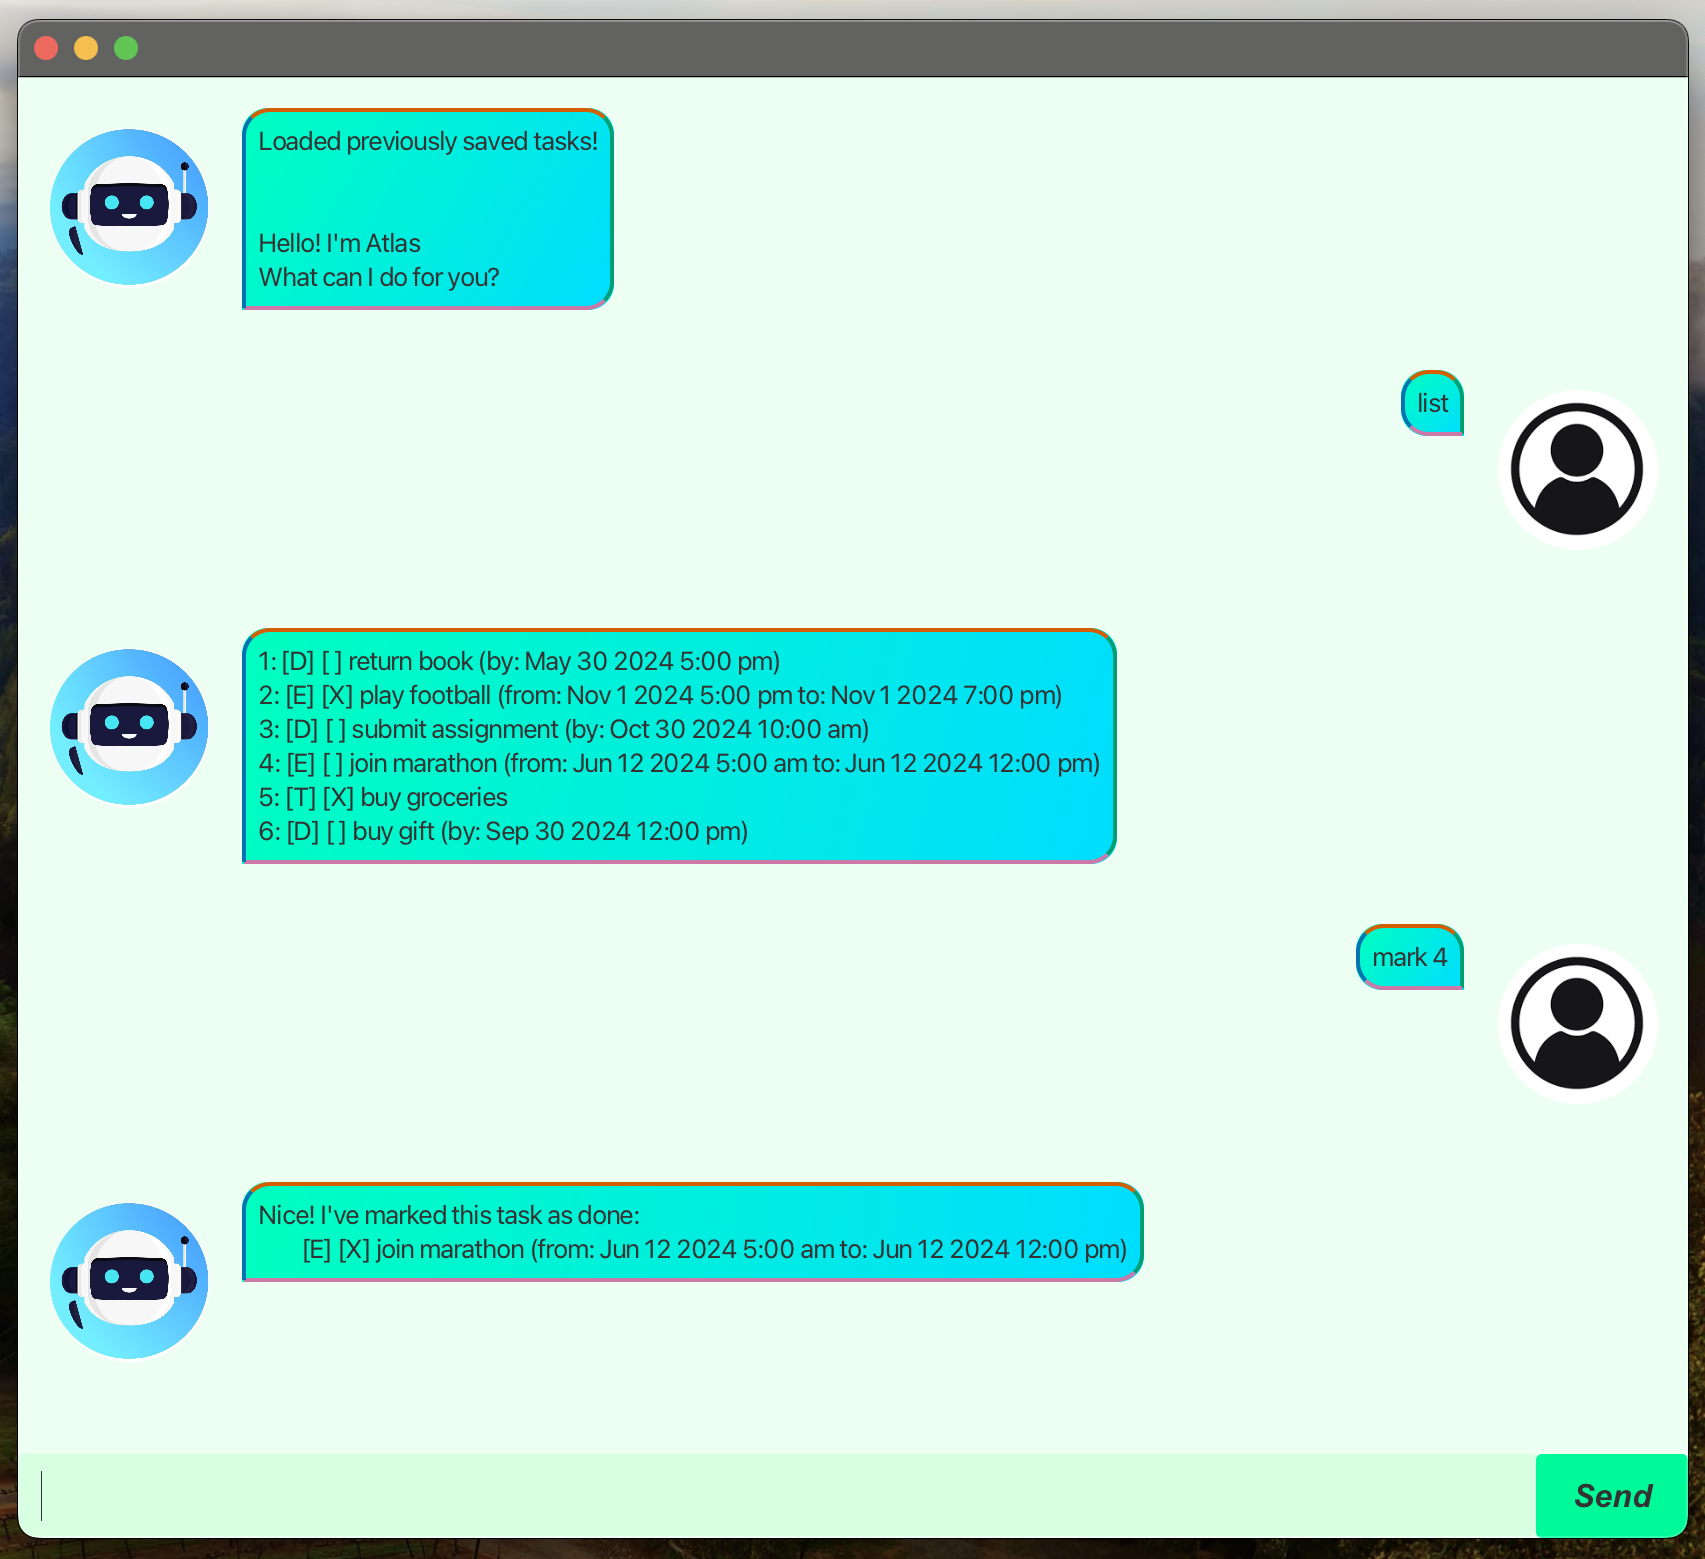 Loaded previously saved tasks!
Hello! I'm Atlas
What can I do for you?
list
1: [D] [ ] return book (by: May 30 2024 5:00 pm)
2: [E] [X] play football (from: Nov 1 2024 5:00 pm to: Nov 1 2024 7:00 pm)
3: [D] [ ] submit assignment (by: Oct 30 2024 10:00 am)
4: [E] [ ] join marathon (from: Jun 12 2024 5:00 am to: Jun 12 2024 12:00 pm)
5: [T] [X] buy groceries
6: [D] [ ] buy gift (by: Sep 30 2024 12:00 pm)
mark 4
Nice! I've marked this task as done:
[E] [X] join marathon (from: Jun 12 2024 5:00 am to: Jun 12 2024 12:00 pm)
Send